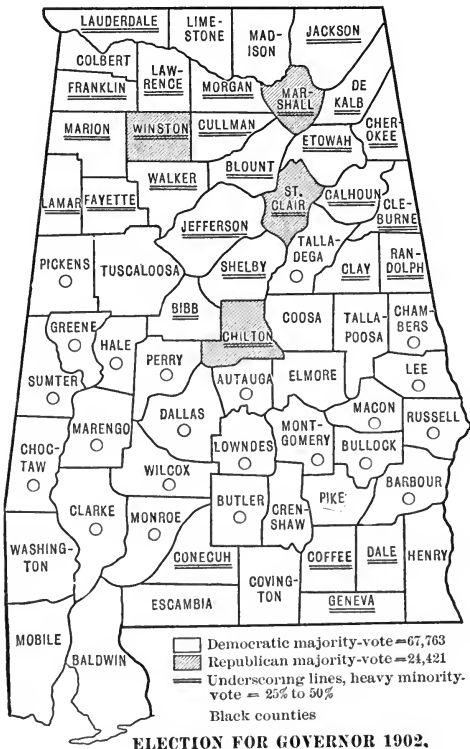 LAUDERDALE
LIME-
STONE
MAD-
ISON
JACKSON
COLBERT
FRANKLIN
LAW-
RENCE
MORGAN
MAR-
SHALL
DE
KALB
CHER-
OKEE
MARION
WINSTON
CULLMAN
ETOWAH
BLOUNT
LAMAR
FAYETTE
WALKER
ST.
CLAIR
CALHOUN
CLE-
BURNE
JEFFERSON
TALLA-
DEGA
PICKENS
TUSCALOOSA
SHELBY
CLAY
RAN-
DOLPH
BIBB
GREENE
HALE
PERRY
CHILTON
COOSA
TALLA-
POOSA
CHAM-
BERS
SUMTER
AUTAUGA
ELMORE
LEE
MACON
RUSSELL
MARENGO
DALLAS
LOWNDES
MONT-
GOMERY
BULLOCK
CHOC-
TAW
WILCOX
BARBOUR
CLARKE
MONROE
BUTLER
CREN-
SHAW
PIKE
WASHING-
TON
CONECUH
COVING-
TON
COFFEE
DALE
HENRY
ESCAMBIA
GENEVA
MOBILE
BALDWIN
Democratic majority-vote=67,763
Republican majority-vote=24,421
Underscoring lines, heavy minority-
vote = 25% to 50%
Black counties
ELECTION FOR GOVERNOR 1902.